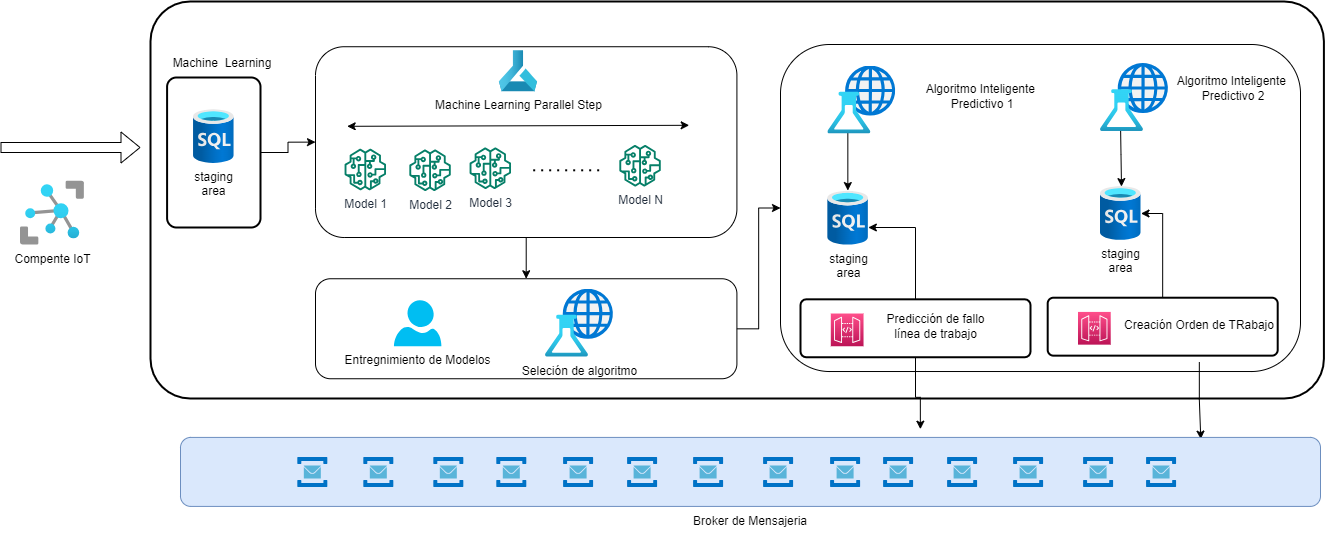 Machine Learning
SQL
staging
area
Compente IoT
Machine Learning Parallel Step
Model 1
Model 2
Model 3
Model N
Entregnimiento de Modelos
Seleción de algoritmo
Algoritmo Inteligente
Predictivo 1
SQL
staging
area
Predicción de fallo
línea de trabajo
Algoritmo Inteligente
Predictivo 2
SQL
staging
area
Creación Orden de TRabajo
Broker de Mensajeria